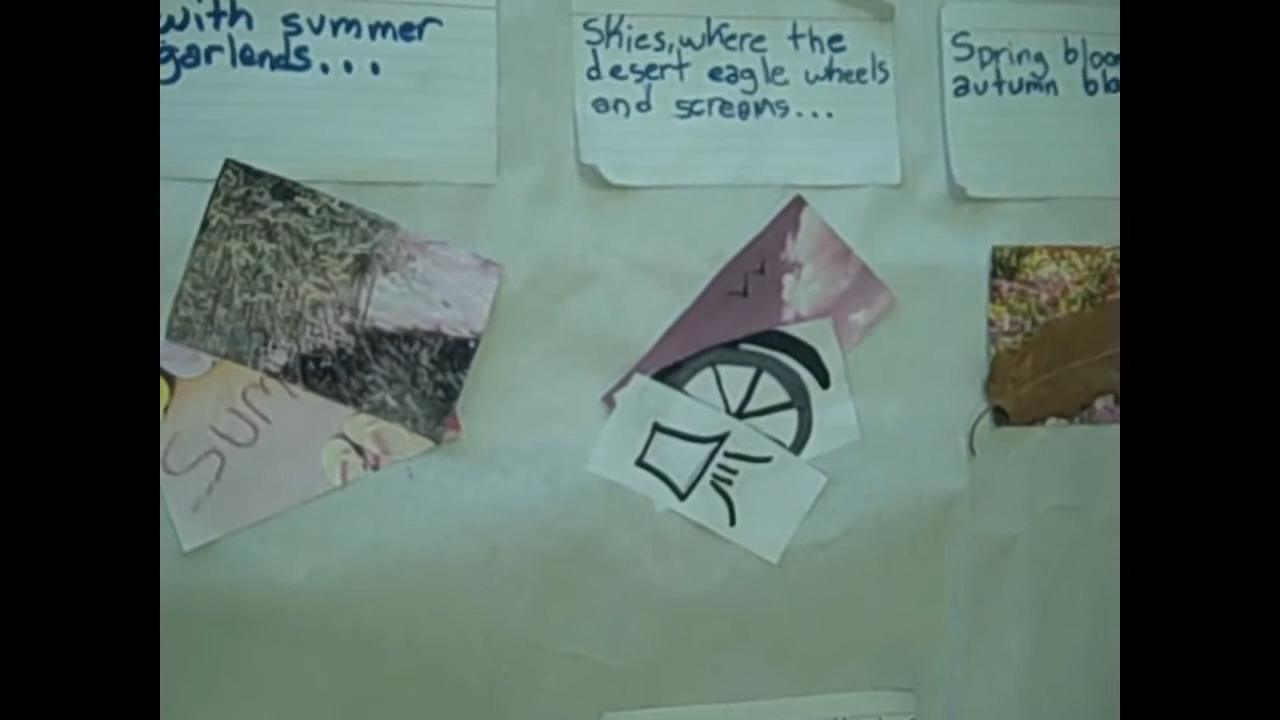 with summer
garlands...
Skies, where the
desert eagle wheels
and screams...
Spring
autumn
Sum